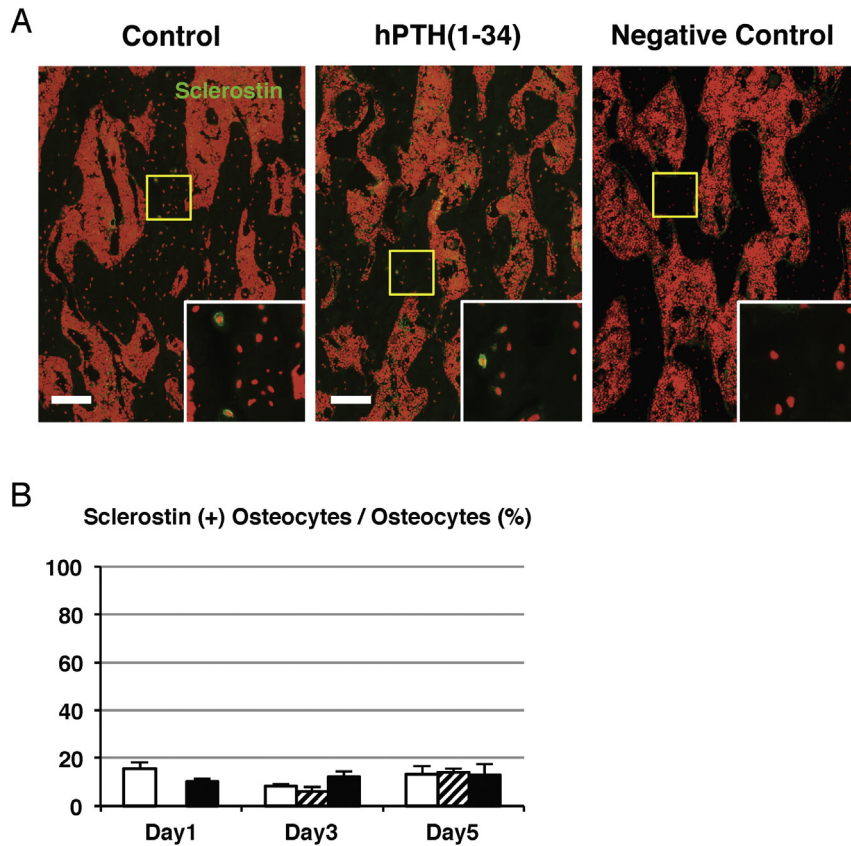 A
Control
hPTH(1-34)
Negative Control
Sclerostin
B
Sclerostin (+) Osteocytes / Osteocytes (%)
100
80
60
40
20
0
Day1
Day3
Day5